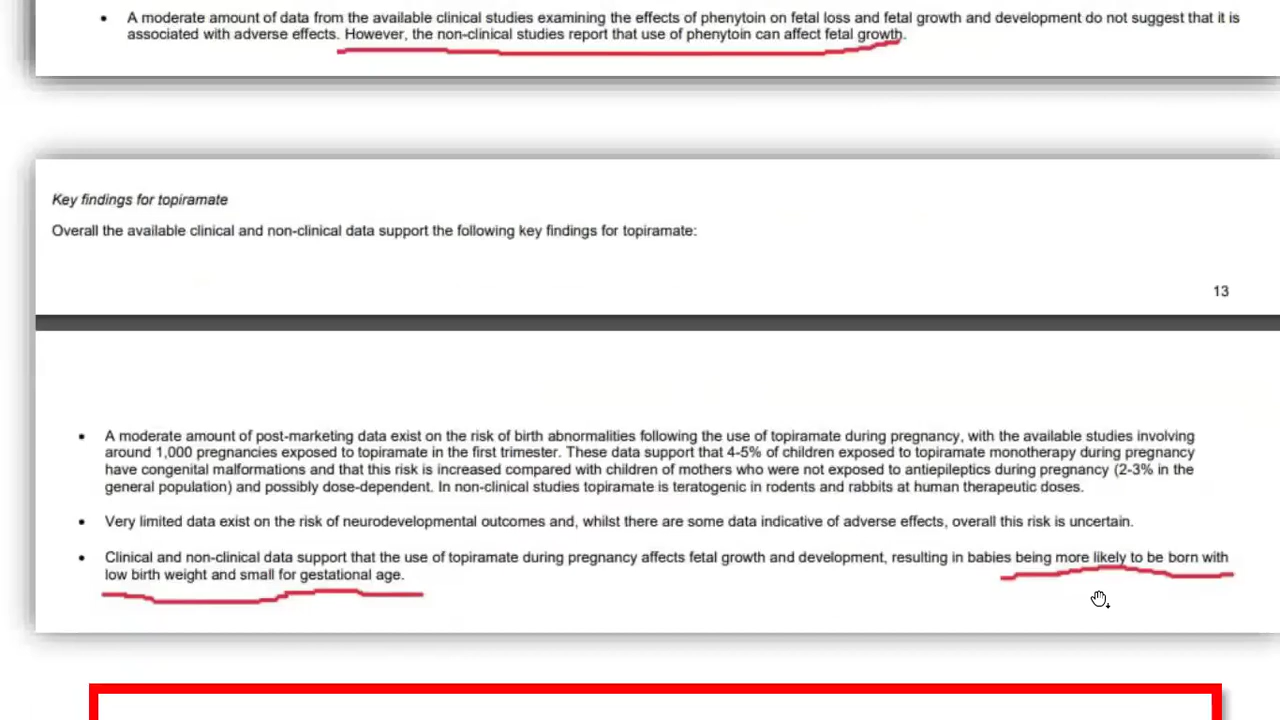 • A moderate amount of data from the available clinical studies examining the effects of phenytoin on fetal loss and fetal growth and development do not suggest that it is
associated with adverse effects. However, the non-clinical studies report that use of phenytoin can affect fetal growth.
Key findings for topiramate
Overall the available clinical and non-clinical data support the following key findings for topiramate:
13
• A moderate amount of post-marketing data exist on the risk of birth abnormalities following the use of topiramate during pregnancy, with the available studies involving
around 1,000 pregnancies exposed to topiramate in the first trimester. These data support that 4-5% of children exposed to topiramate monotherapy during pregnancy
have congenital malformations and that this risk is increased compared with children of mothers who were not exposed to antiepileptics during pregnancy (2-3% in the
general population) and possibly dose-dependent. In non-clinical studies topiramate is teratogenic in rodents and rabbits at human therapeutic doses.
• Very limited data exist on the risk of neurodevelopmental outcomes and, whilst there are some data indicative of adverse effects, overall this risk is uncertain.
• Clinical and non-clinical data support that the use of topiramate during pregnancy affects fetal growth and development, resulting in babies being more likely to be born with
low birth weight and small for gestational age.